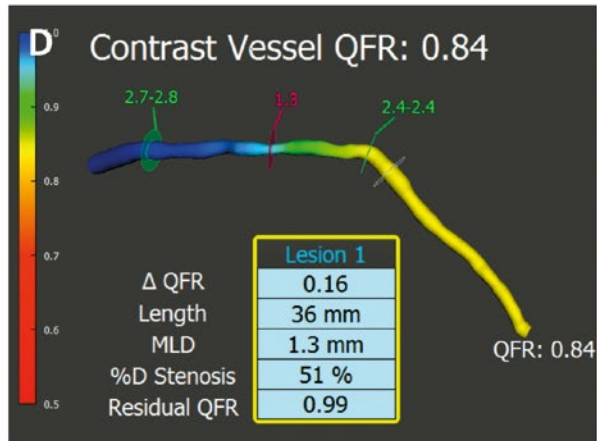 D
Contrast Vessel QFR: 0.84
2.7-2.8
1.3
2.4-2.4
0.9
0.8
0.7
0.6
0.5
Lesion 1
Δ QFR 0.16
Length 36 mm
MLD 1.3 mm
%D Stenosis 51 %
Residual QFR 0.99
QFR: 0.84